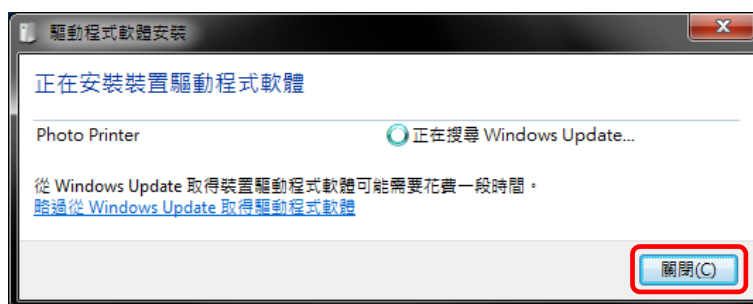 驅動程式軟體安裝
正在安裝裝置驅動程式軟體
Photo Printer 正在搜尋 Windows Update...
從 Windows Update 取得裝置驅動程式軟體可能需要花費一段時間。
略過從 Windows Update 取得驅動程式軟體
關閉(C)